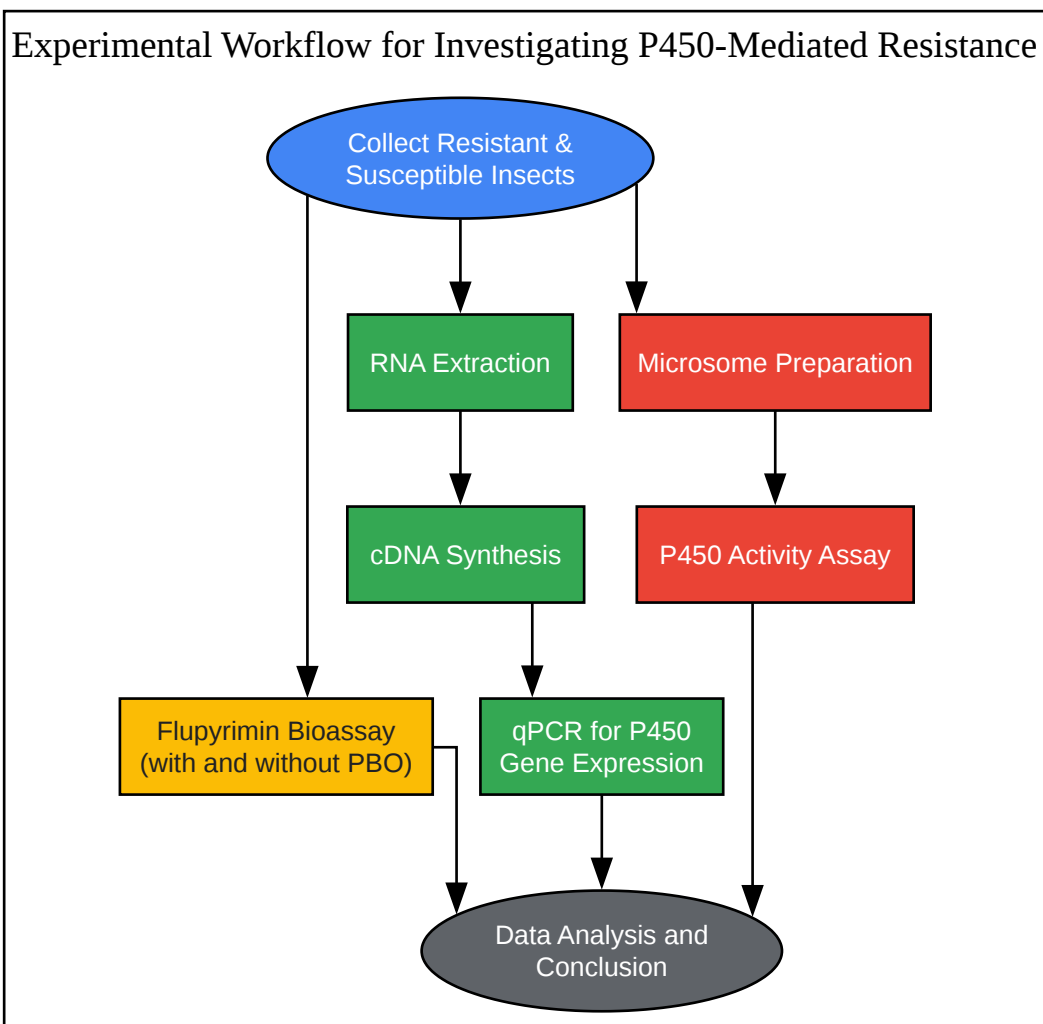 Experimental Workflow for Investigating P450-Mediated Resistance
Collect Resistant &
Susceptible Insects
RNA Extraction
Microsome Preparation
cDNA Synthesis
P450 Activity Assay
Flupyrimin Bioassay
(with and without PBO)
qPCR for P450
Gene Expression
Data Analysis and
Conclusion